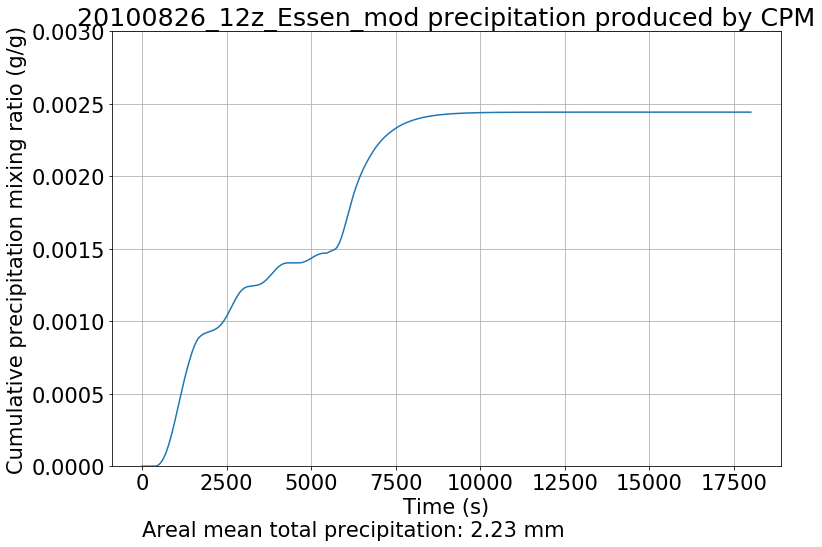 20100826_12z_Essen_mod precipitation produced by CPM
Cumulative precipitation mixing ratio (g/g)
0.0030
0.0025
0.0020
0.0015
0.0010
0.0005
0.0000
0 2500 5000 7500 10000 12500 15000 17500
Time (s)
Areal mean total precipitation: 2.23 mm